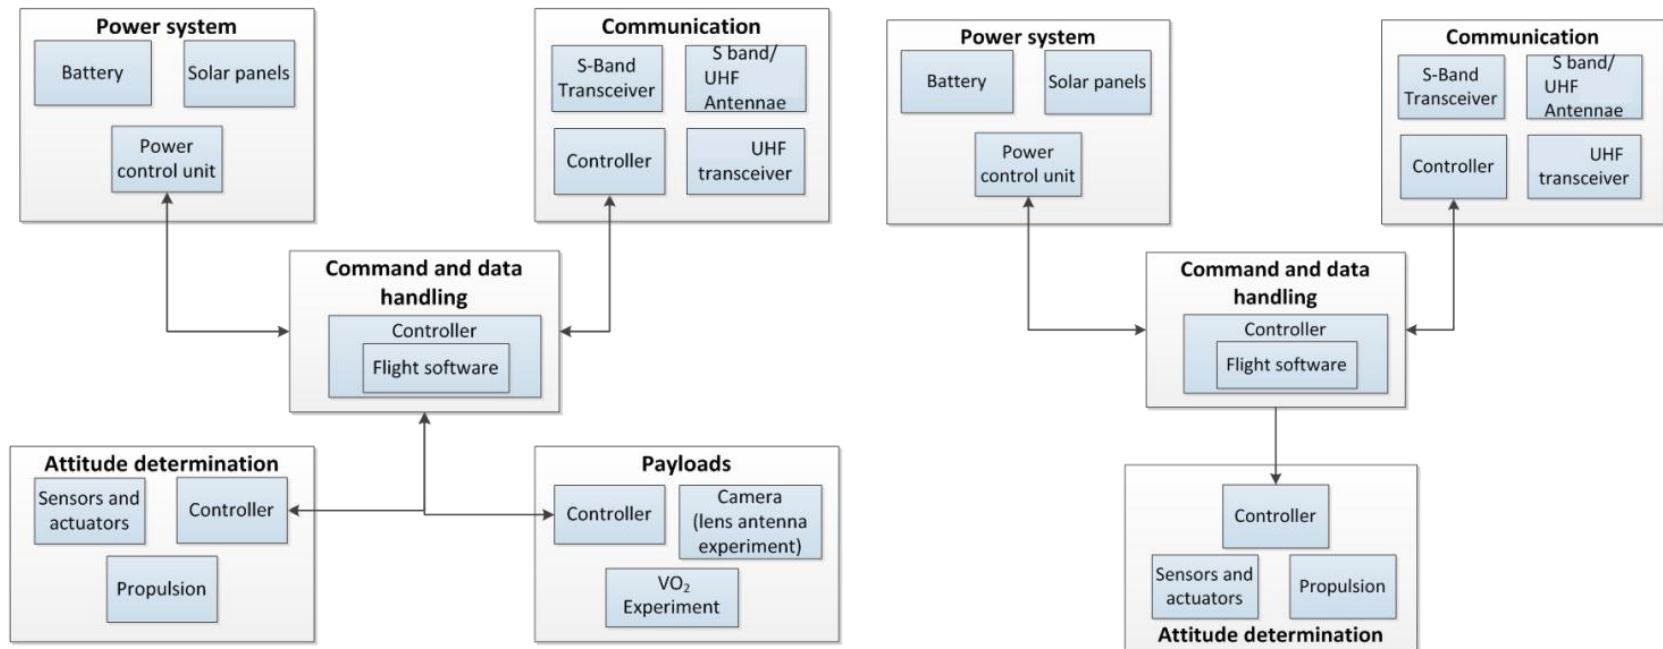 Power system
Battery
Solar panels
Power
control unit
Communication
S-Band
Transceiver
S band/
UHF
Antennae
Controller
UHF
transceiver
Command and data
handling
Controller
Flight software
Attitude determination
Sensors and
actuators
Controller
Propulsion
Payloads
Controller
Camera
(lens antenna
experiment)
VO₂
Experiment
Power system
Battery
Solar panels
Power
control unit
Communication
S-Band
Transceiver
S band/
UHF
Antennae
Controller
UHF
transceiver
Command and data
handling
Controller
Flight software
Controller
Sensors and
actuators
Propulsion
Attitude determination